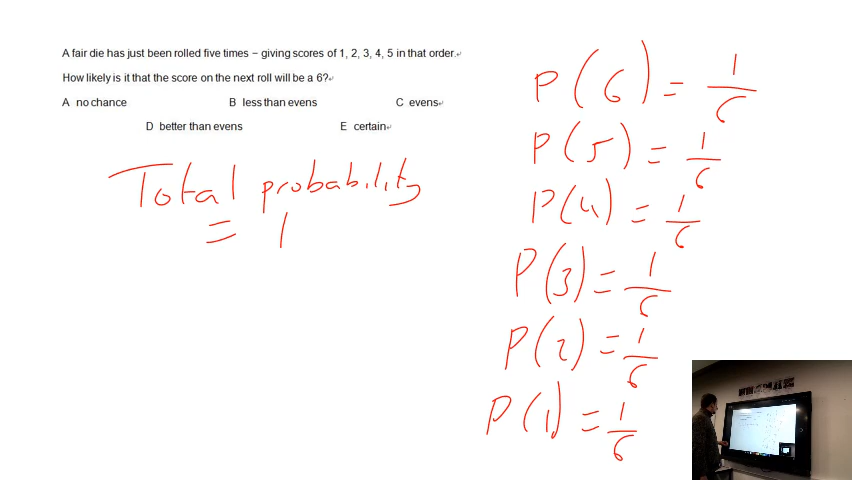 A fair die has just been rolled five times – giving scores of 1, 2, 3, 4, 5 in that order.
How likely is it that the score on the next roll will be a 6?
A no chance B less than evens C evens
D better than evens E certain
Total probability
= 1
P(6) = 1/6
P(5) = 1/6
P(4) = 1/6
P(3) = 1/6
P(2) = 1/6
P(1) = 1/6